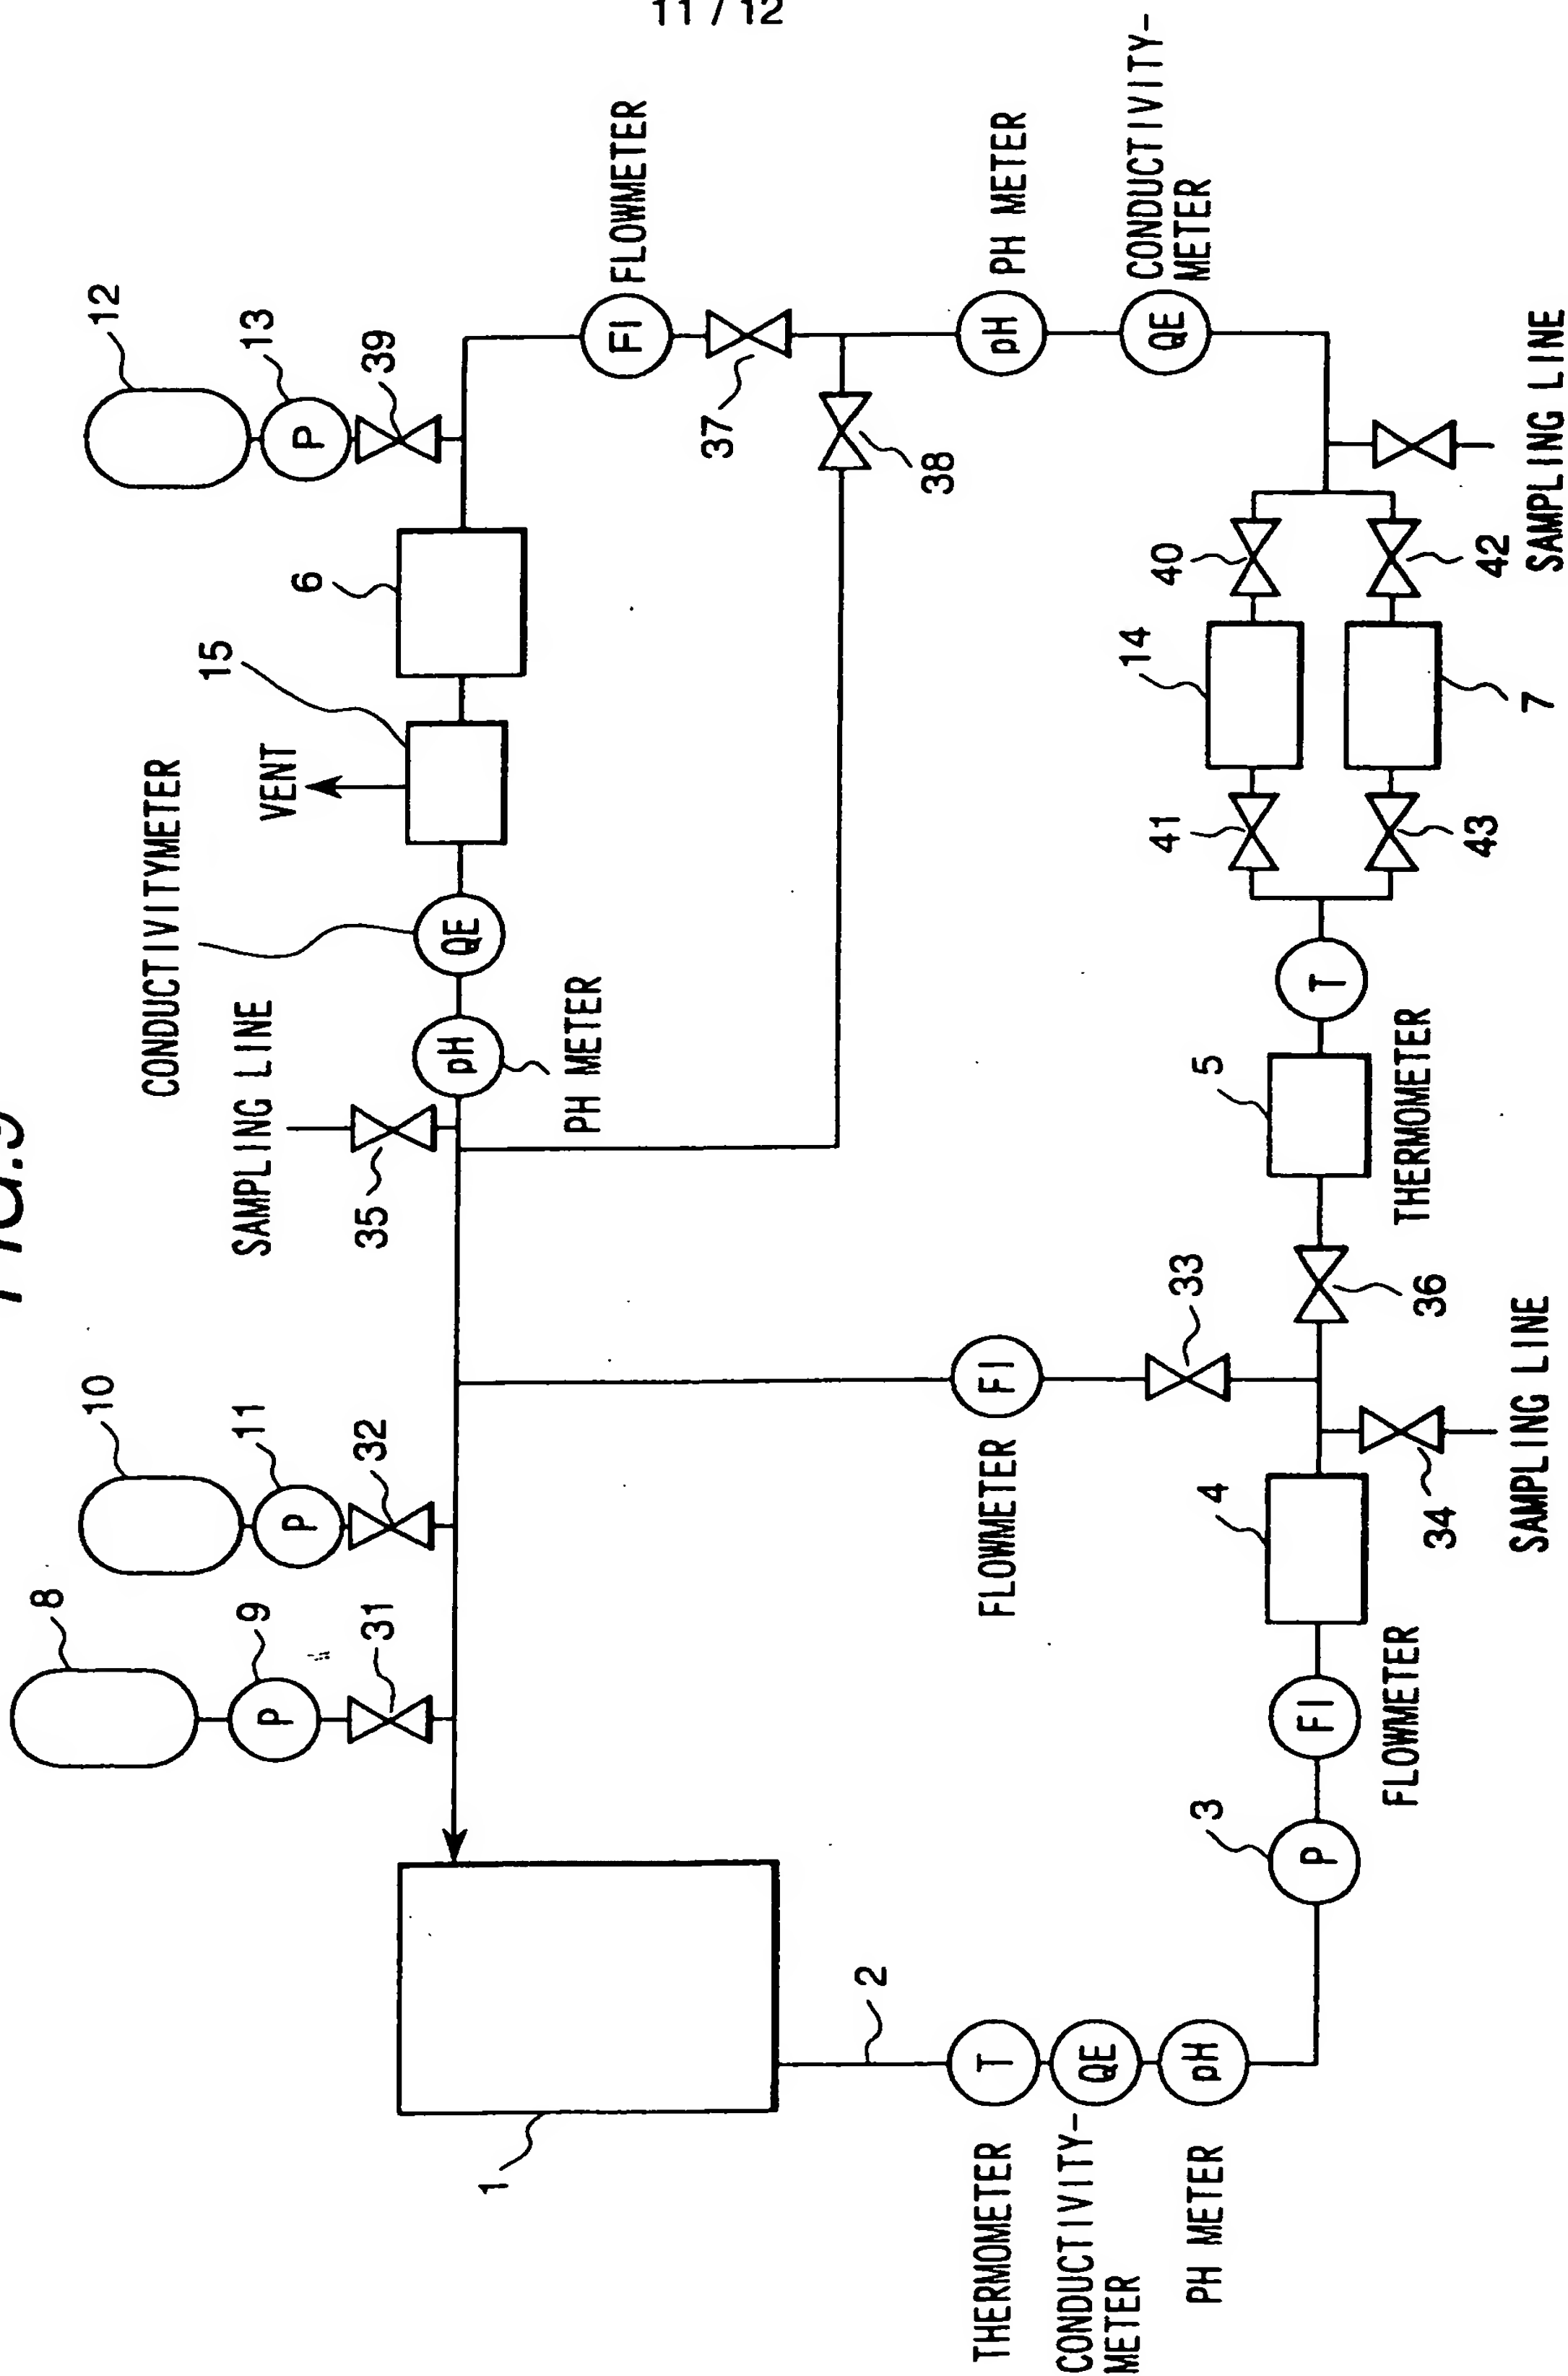 11 / 12
FIG.9
12
13
39
FLOWMETER
FI
37
38
PH METER
pH
CONDUCTIVITY-
METER
QE
6
15
VENT
CONDUCTIVITYMETER
QE
pH
PH METER
SAMPLING LINE
35
P
10
11
P
32
8
9
P
31
FLOWMETER
FI
33
40
14
41
42
7
43
SAMPLING LINE
T
THERMOMETER
5
36
34
SAMPLING LINE
4
FI
FLOWMETER
3
P
1
2
T
THERMOMETER
QE
CONDUCTIVITY-
METER
pH
PH METER